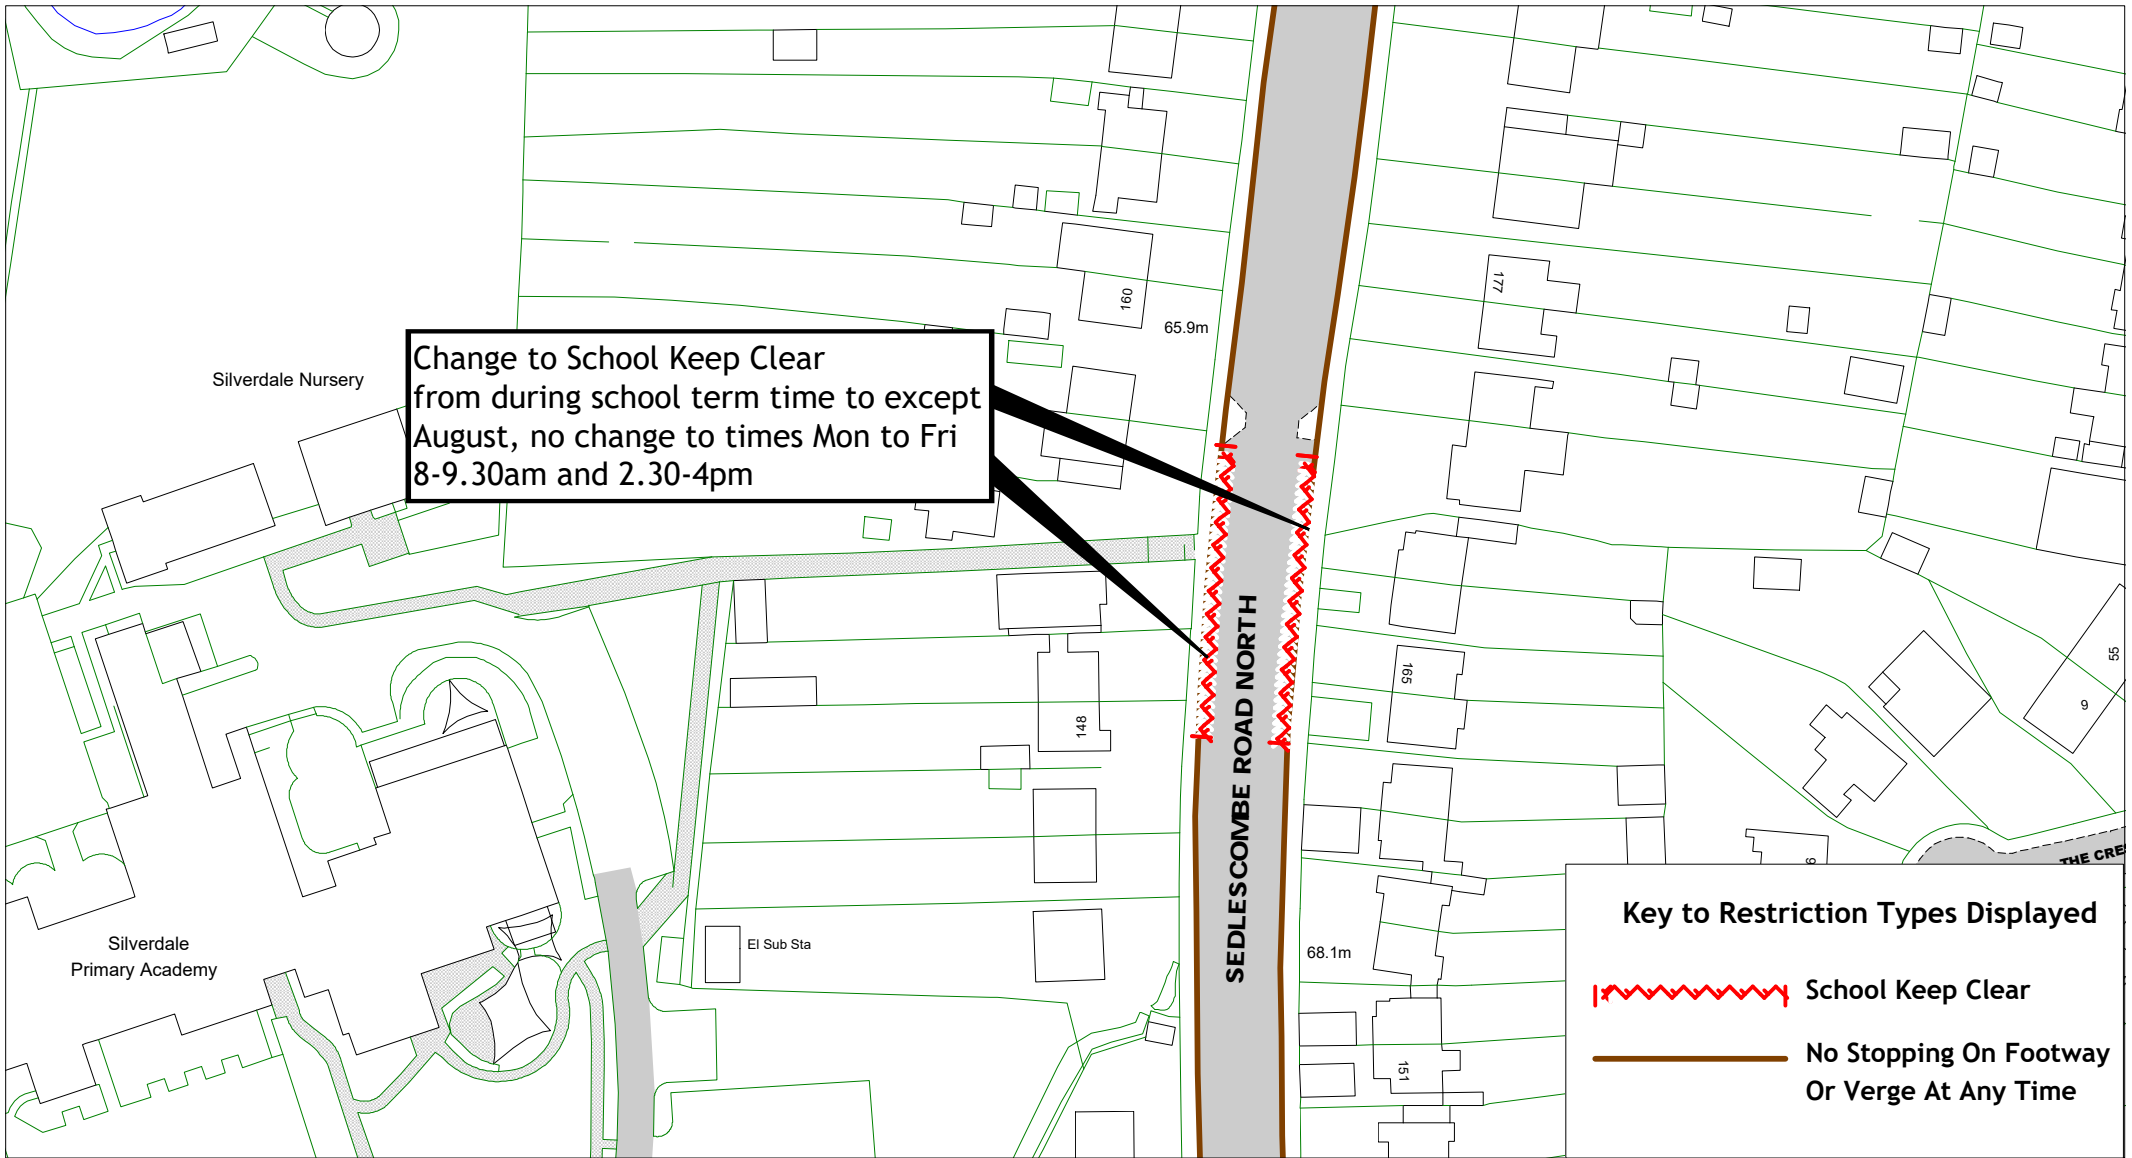 160
65.9m
177
Silverdale Nursery
Change to School Keep Clear
from during school term time to except
August, no change to times Mon to Fri
8-9.30am and 2.30-4pm
SEDLESCOMBE ROAD NORTH
165
148
55
9
THE CRE
Silverdale
Primary Academy
El Sub Sta
68.1m
151
Key to Restriction Types Displayed
School Keep Clear
No Stopping On Footway
Or Verge At Any Time